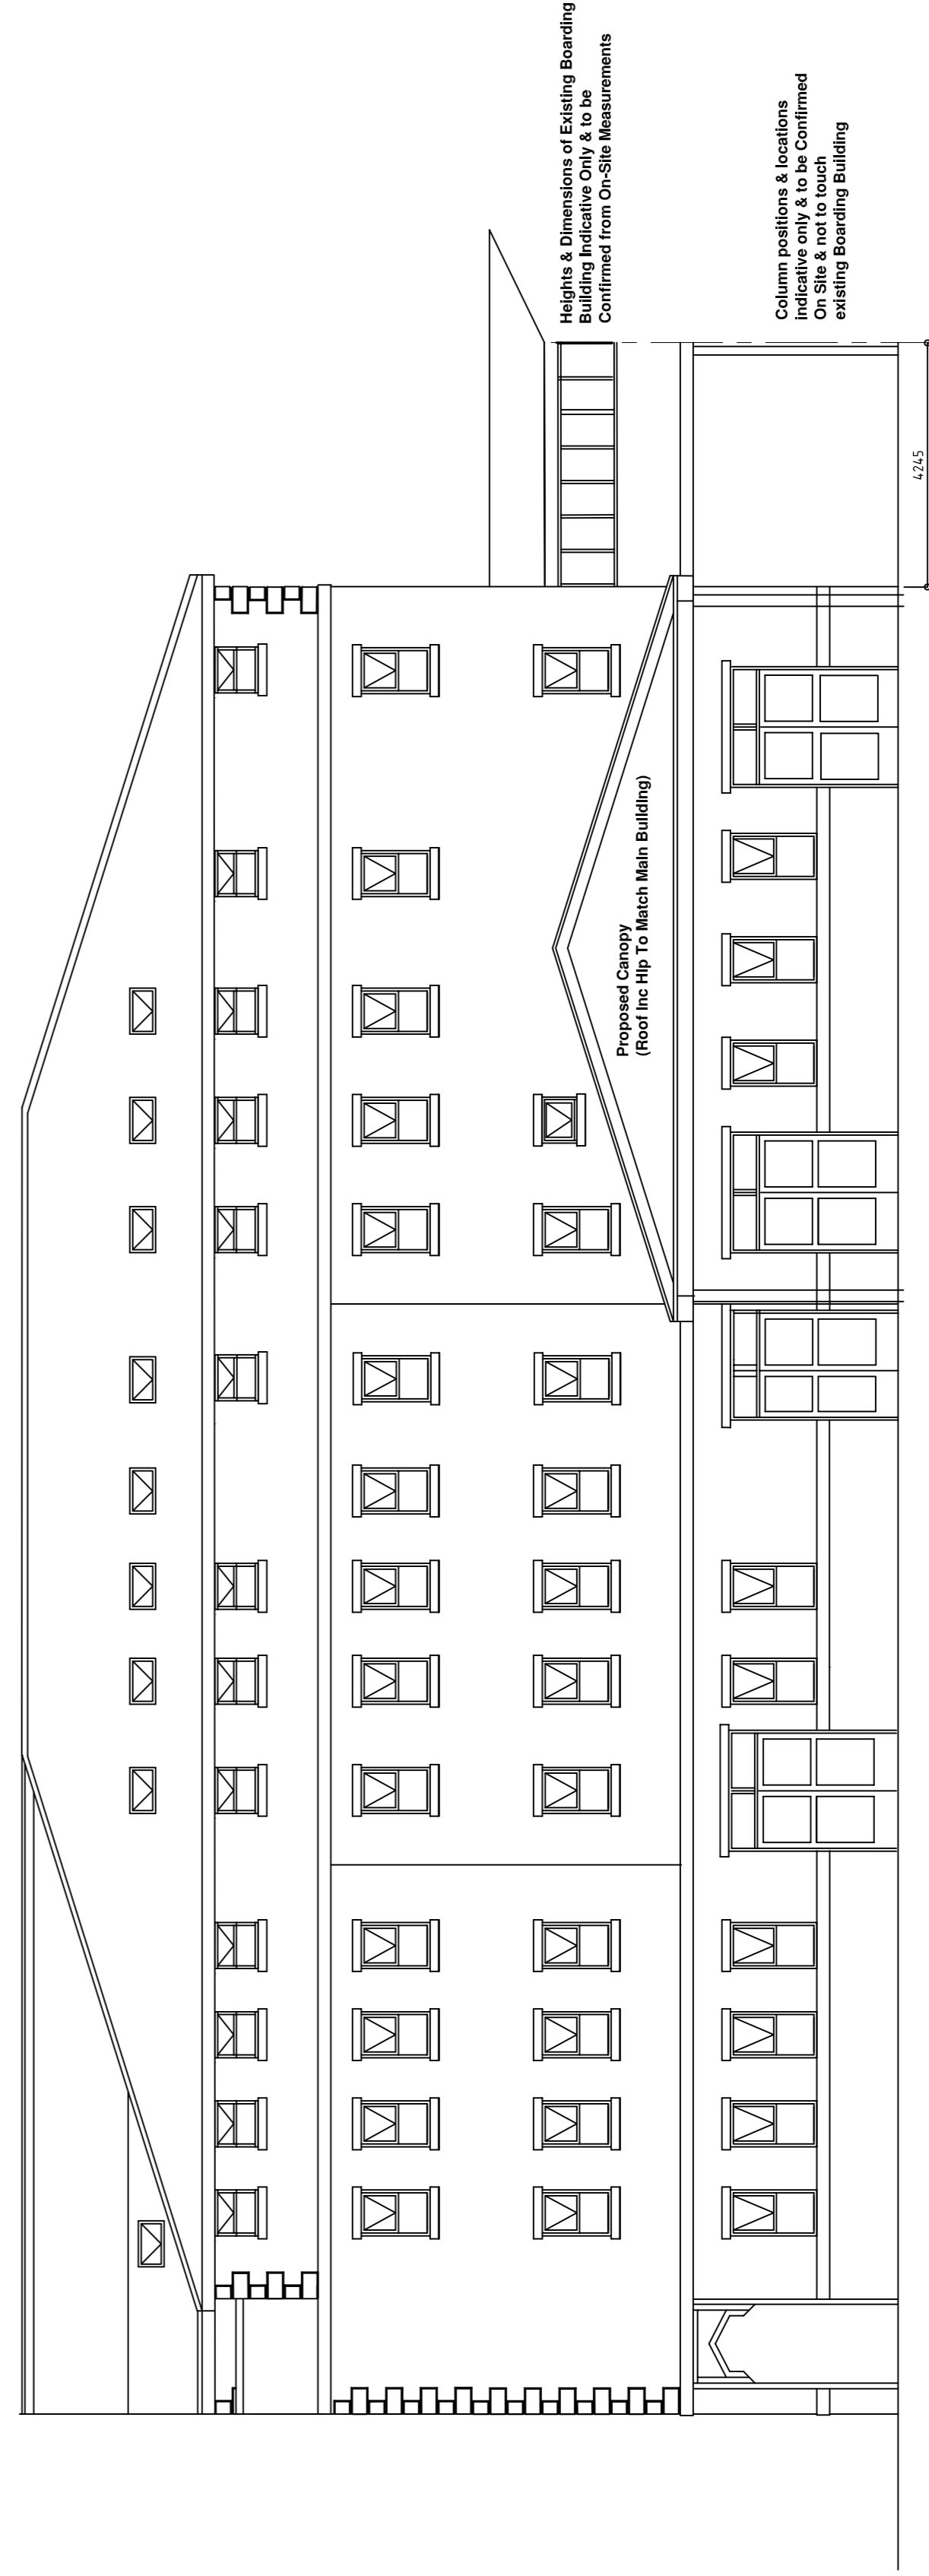 Heights & Dimensions of Existing Boarding
Building Indicative Only & to be
Confirmed from On-Site Measurements
Column positions & locations
indicative only & to be Confirmed
On Site & not to touch
existing Boarding Building
Proposed Canopy
(Roof Inc Hip To Match Main Building)
4245